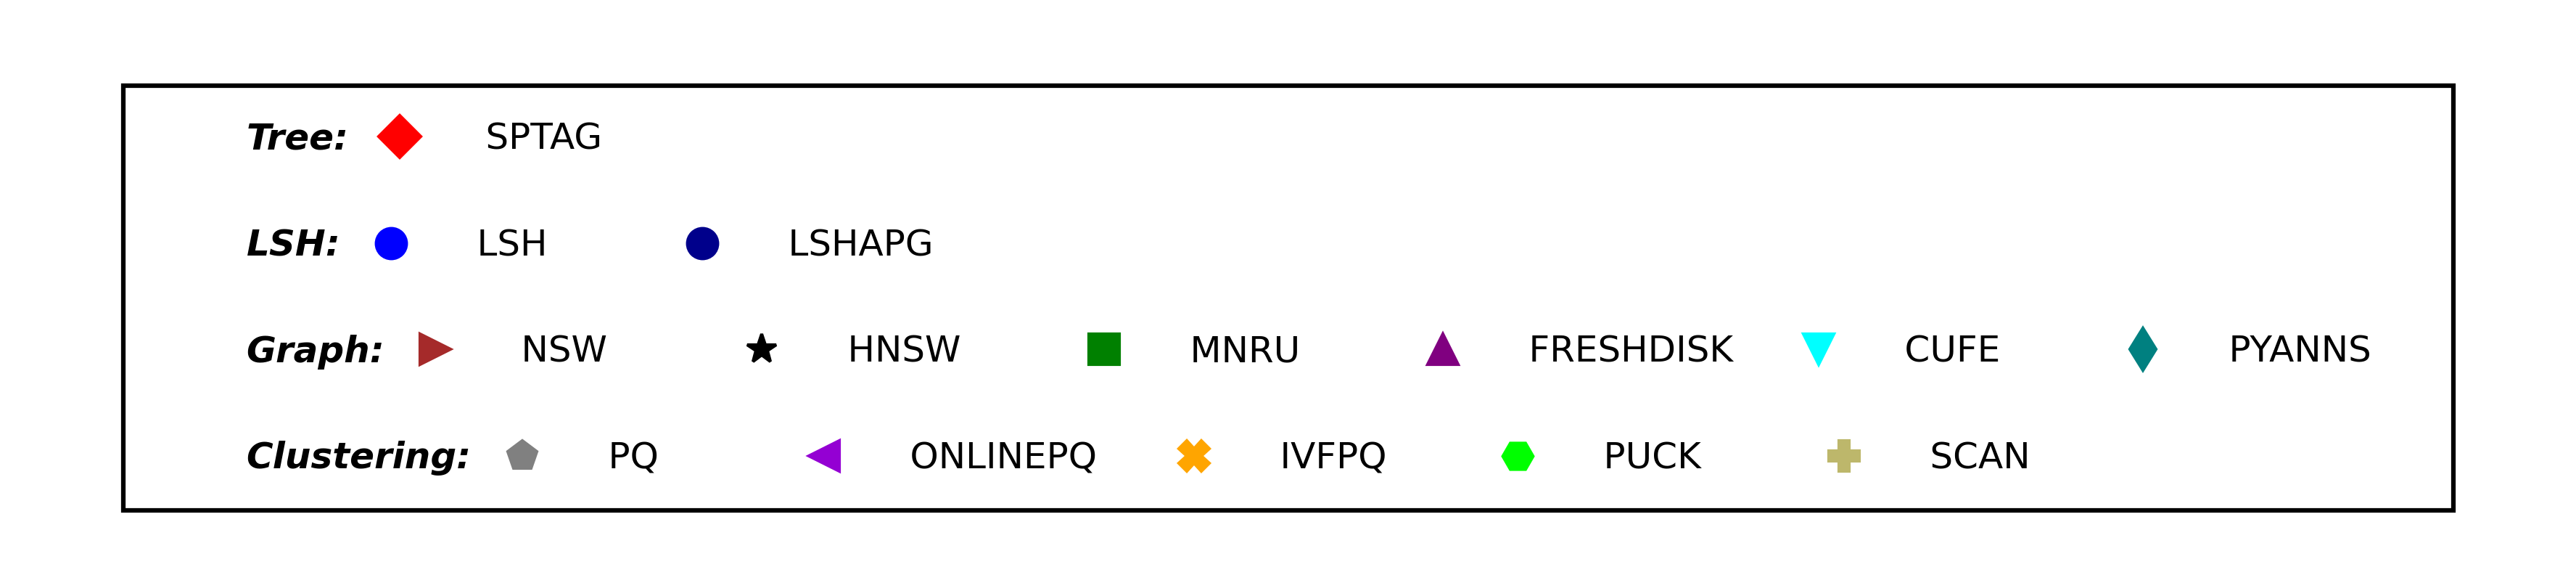 Tree: SPTAG
LSH: LSH LSHAPG
Graph: NSW HNSW MNRU FRESHDISK CUFE PYANNS
Clustering: PQ ONLINEPQ IVFPQ PUCK SCAN